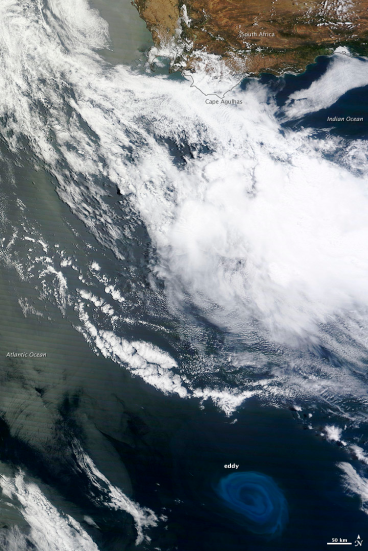 South Africa
Cape Agulhas
Indian Ocean
Atlantic Ocean
eddy
50 km
N